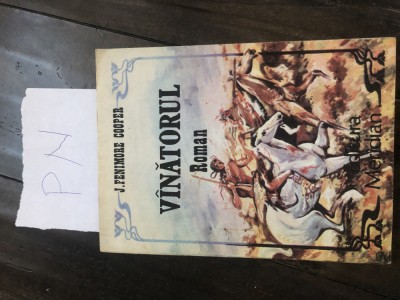 J. FENIMORE COOPER
VÎNĂTORUL
Roman
Meridian
PN